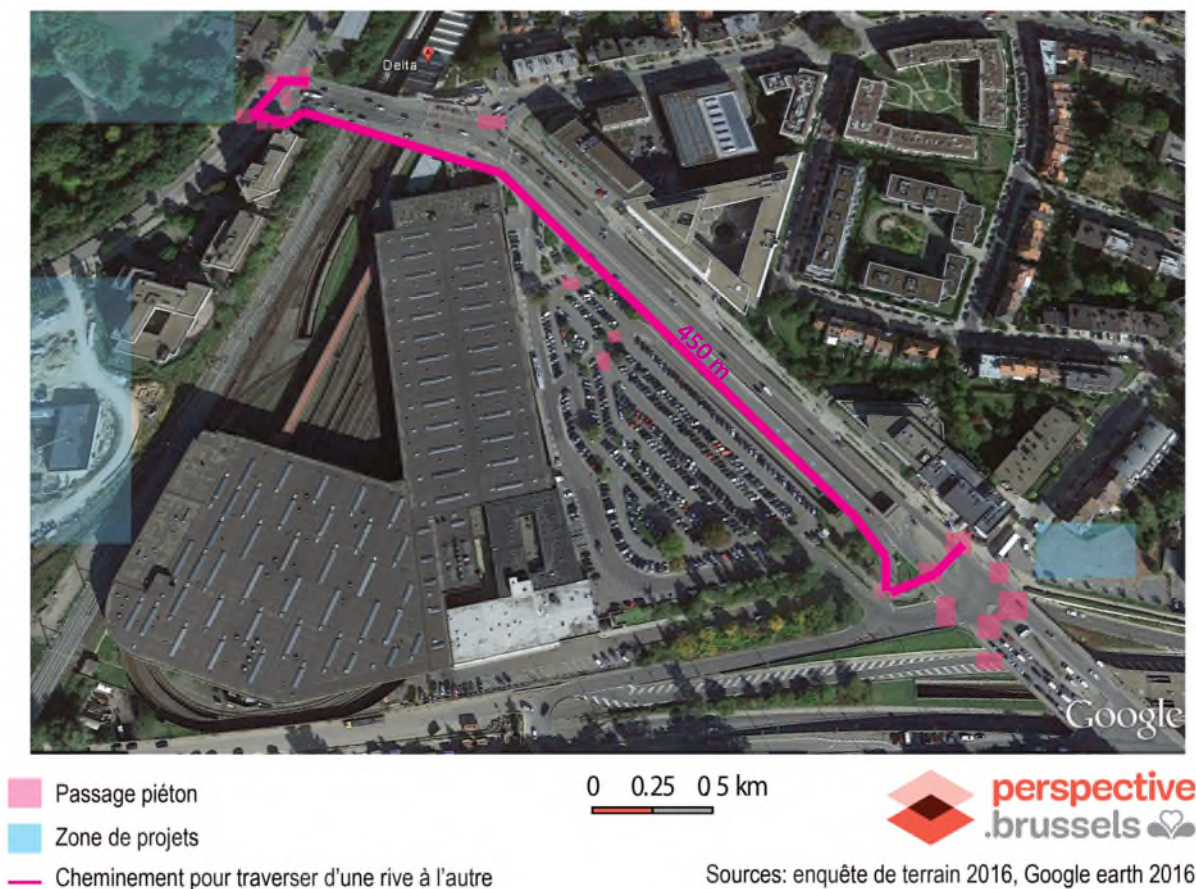 Delta
450 m
Google
Passage piéton
Zone de projets
Cheminement pour traverser d'une rive à l'autre
0 0.25 0 5 km
perspective
.brussels
Sources: enquête de terrain 2016, Google earth 2016